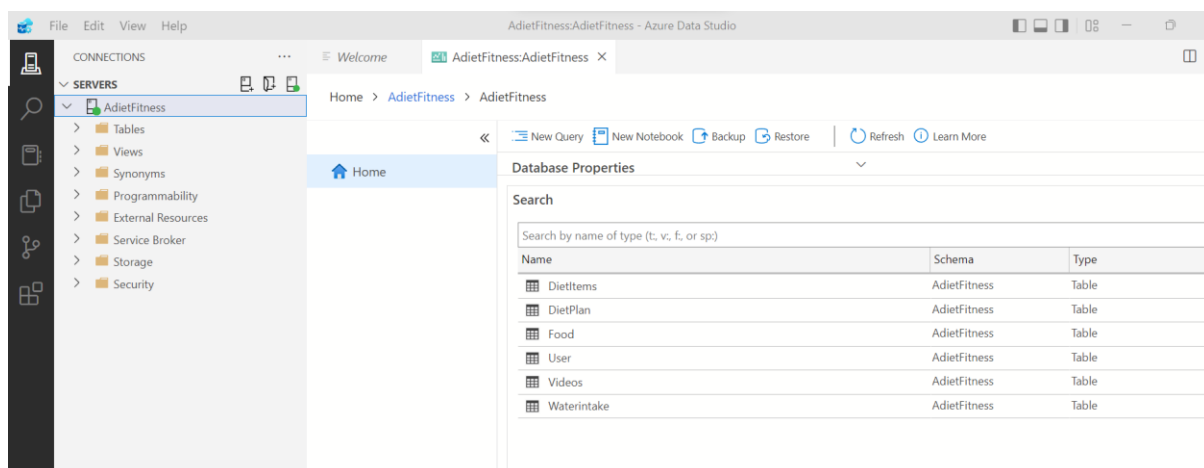 File Edit View Help
AdietFitness:AdietFitness - Azure Data Studio
CONNECTIONS
SERVERS
AdietFitness
Tables
Views
Synonyms
Programmability
External Resources
Service Broker
Storage
Security
Welcome
AdietFitness:AdietFitness
Home > AdietFitness > AdietFitness
Home
New Query New Notebook Backup Restore Refresh Learn More
Database Properties
Search
Search by name of type (t:, v:, f:, or sp:)
Name Schema Type
DietItems AdietFitness Table
DietPlan AdietFitness Table
Food AdietFitness Table
User AdietFitness Table
Videos AdietFitness Table
Waterintake AdietFitness Table